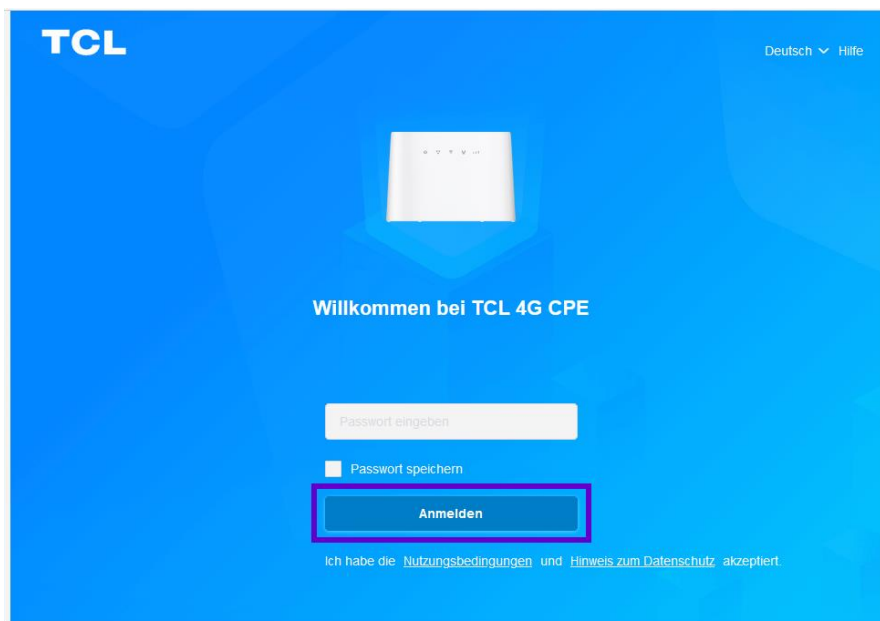 TCL
Deutsch Hilfe
Willkommen bei TCL 4G CPE
Passwort eingeben
Passwort speichern
Anmelden
Ich habe die Nutzungsbedingungen und Hinweis zum Datenschutz akzeptiert.